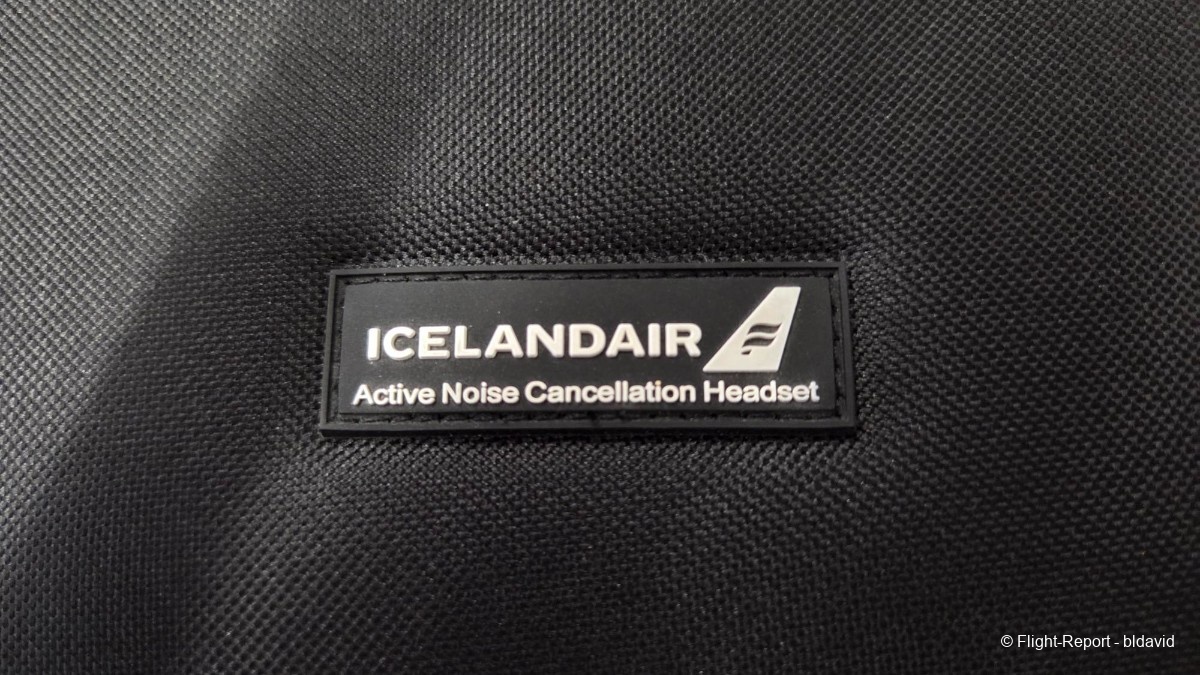 ICELANDAIR
Active Noise Cancellation Headset
© Flight-Report - bldavid